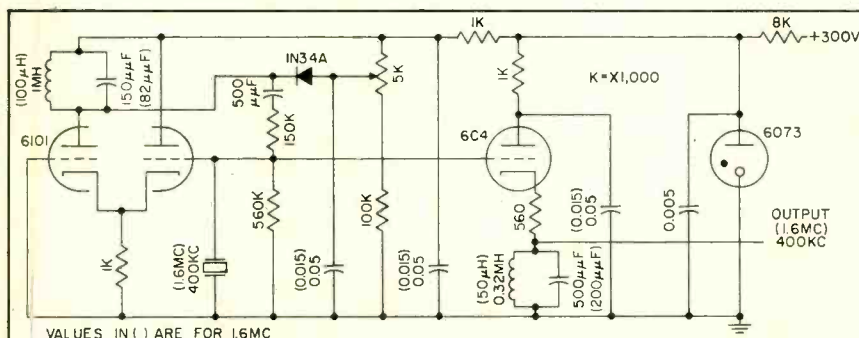 1K
8K
+300V
(100μH)
1MH
150μμF
(82μμF)
500
μμF
1N34A
5K
1K
K=X1,000
6101
150K
6C4
6073
1K
(1.6MC)
400KC
560K
(0.015)
0.05
100K
(0.015)
0.05
560
(50μH)
0.32MH
500μμF
(200μμF)
(0.015)
0.05
0.005
OUTPUT
(1.6MC)
400KC
VALUES IN ( ) ARE FOR 1.6MC